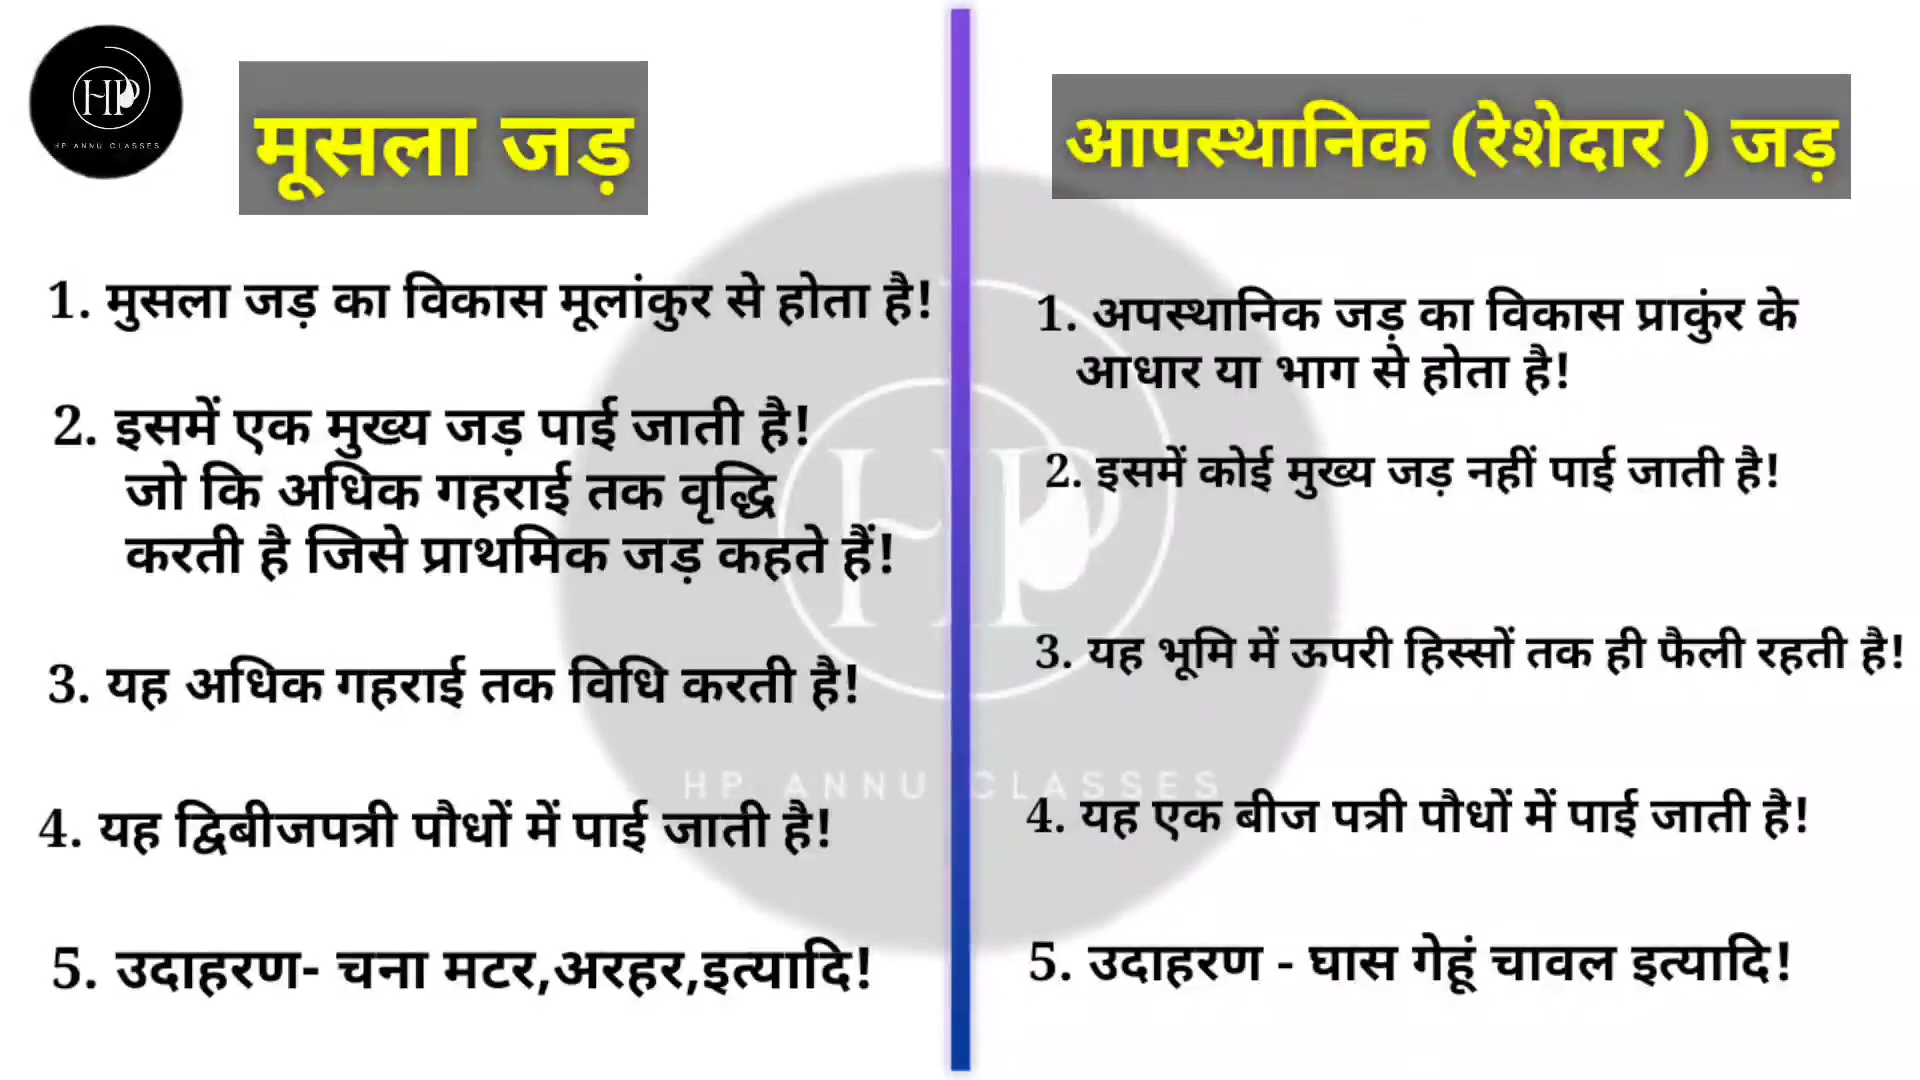 HP
HP ANNU CLASSES
मूसला जड़
1. मुसला जड़ का विकास मूलांकुर से होता है!
2. इसमें एक मुख्य जड़ पाई जाती है!
जो कि अधिक गहराई तक वृद्धि
करती है जिसे प्राथमिक जड़ कहते हैं!
3. यह अधिक गहराई तक विधि करती है!
4. यह द्विबीजपत्री पौधों में पाई जाती है!
5. उदाहरण- चना मटर,अरहर,इत्यादि!
आपस्थानिक (रेशेदार ) जड़
1. अपस्थानिक जड़ का विकास प्राकुंर के
आधार या भाग से होता है!
2. इसमें कोई मुख्य जड़ नहीं पाई जाती है!
3. यह भूमि में ऊपरी हिस्सों तक ही फैली रहती है!
4. यह एक बीज पत्री पौधों में पाई जाती है!
5. उदाहरण - घास गेहूं चावल इत्यादि!
HP
HP ANNU CLASSES